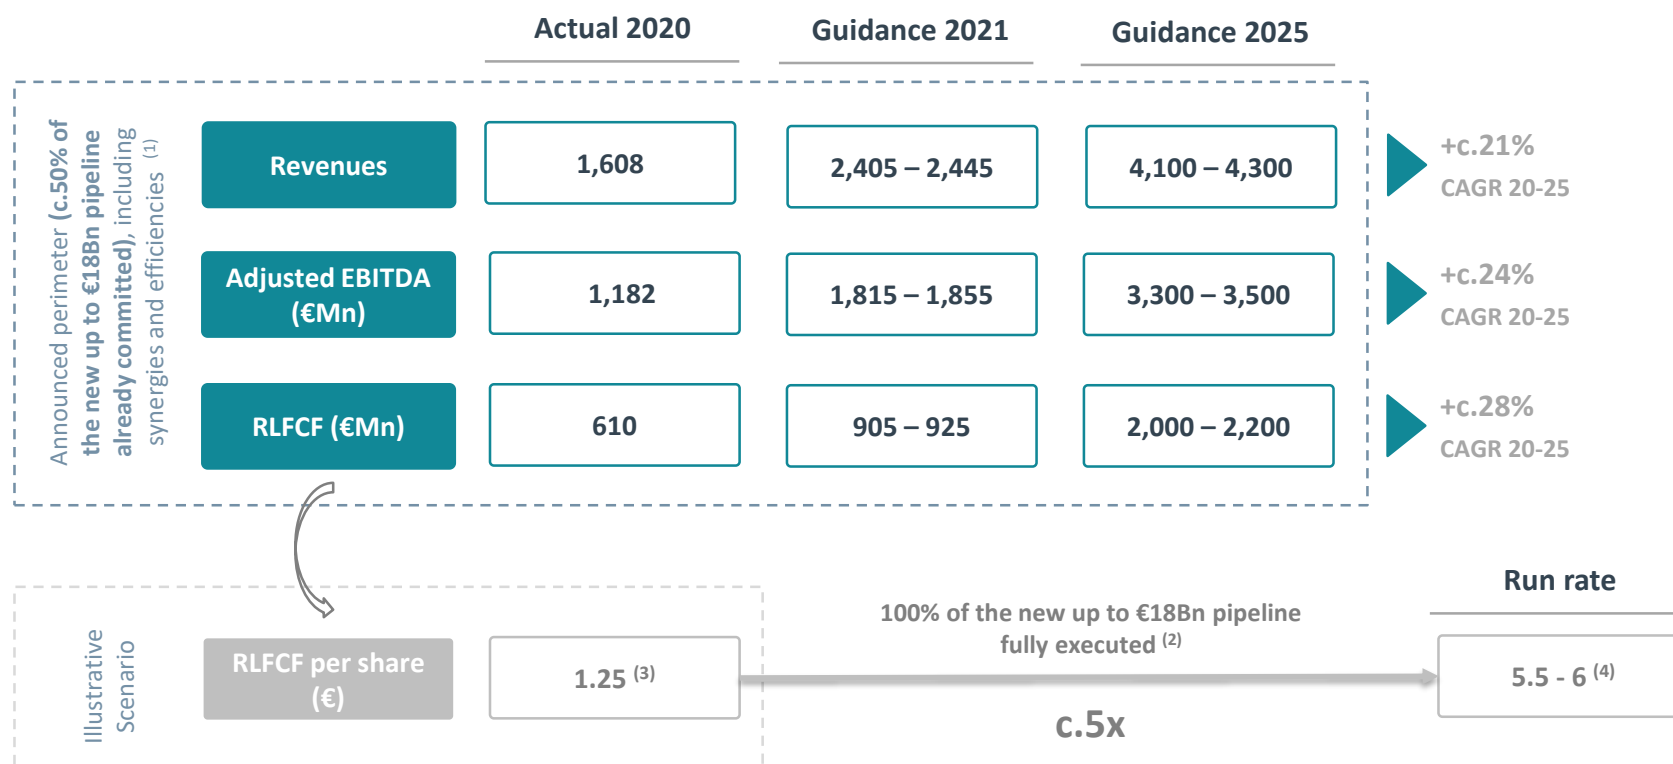 Actual 2020
Guidance 2021
Guidance 2025
Announced perimeter (c.50% of
the new up to €18Bn pipeline
already committed), including
synergies and efficiencies (1)
Revenues
1,608
2,405 – 2,445
4,100 – 4,300
+c.21%
CAGR 20-25
Adjusted EBITDA
(€Mn)
1,182
1,815 – 1,855
3,300 – 3,500
+c.24%
CAGR 20-25
RLFCF (€Mn)
610
905 – 925
2,000 – 2,200
+c.28%
CAGR 20-25
Illustrative
Scenario
RLFCF per share
(€)
1.25 (3)
100% of the new up to €18Bn pipeline
fully executed (2)
c.5x
Run rate
5.5 - 6 (4)